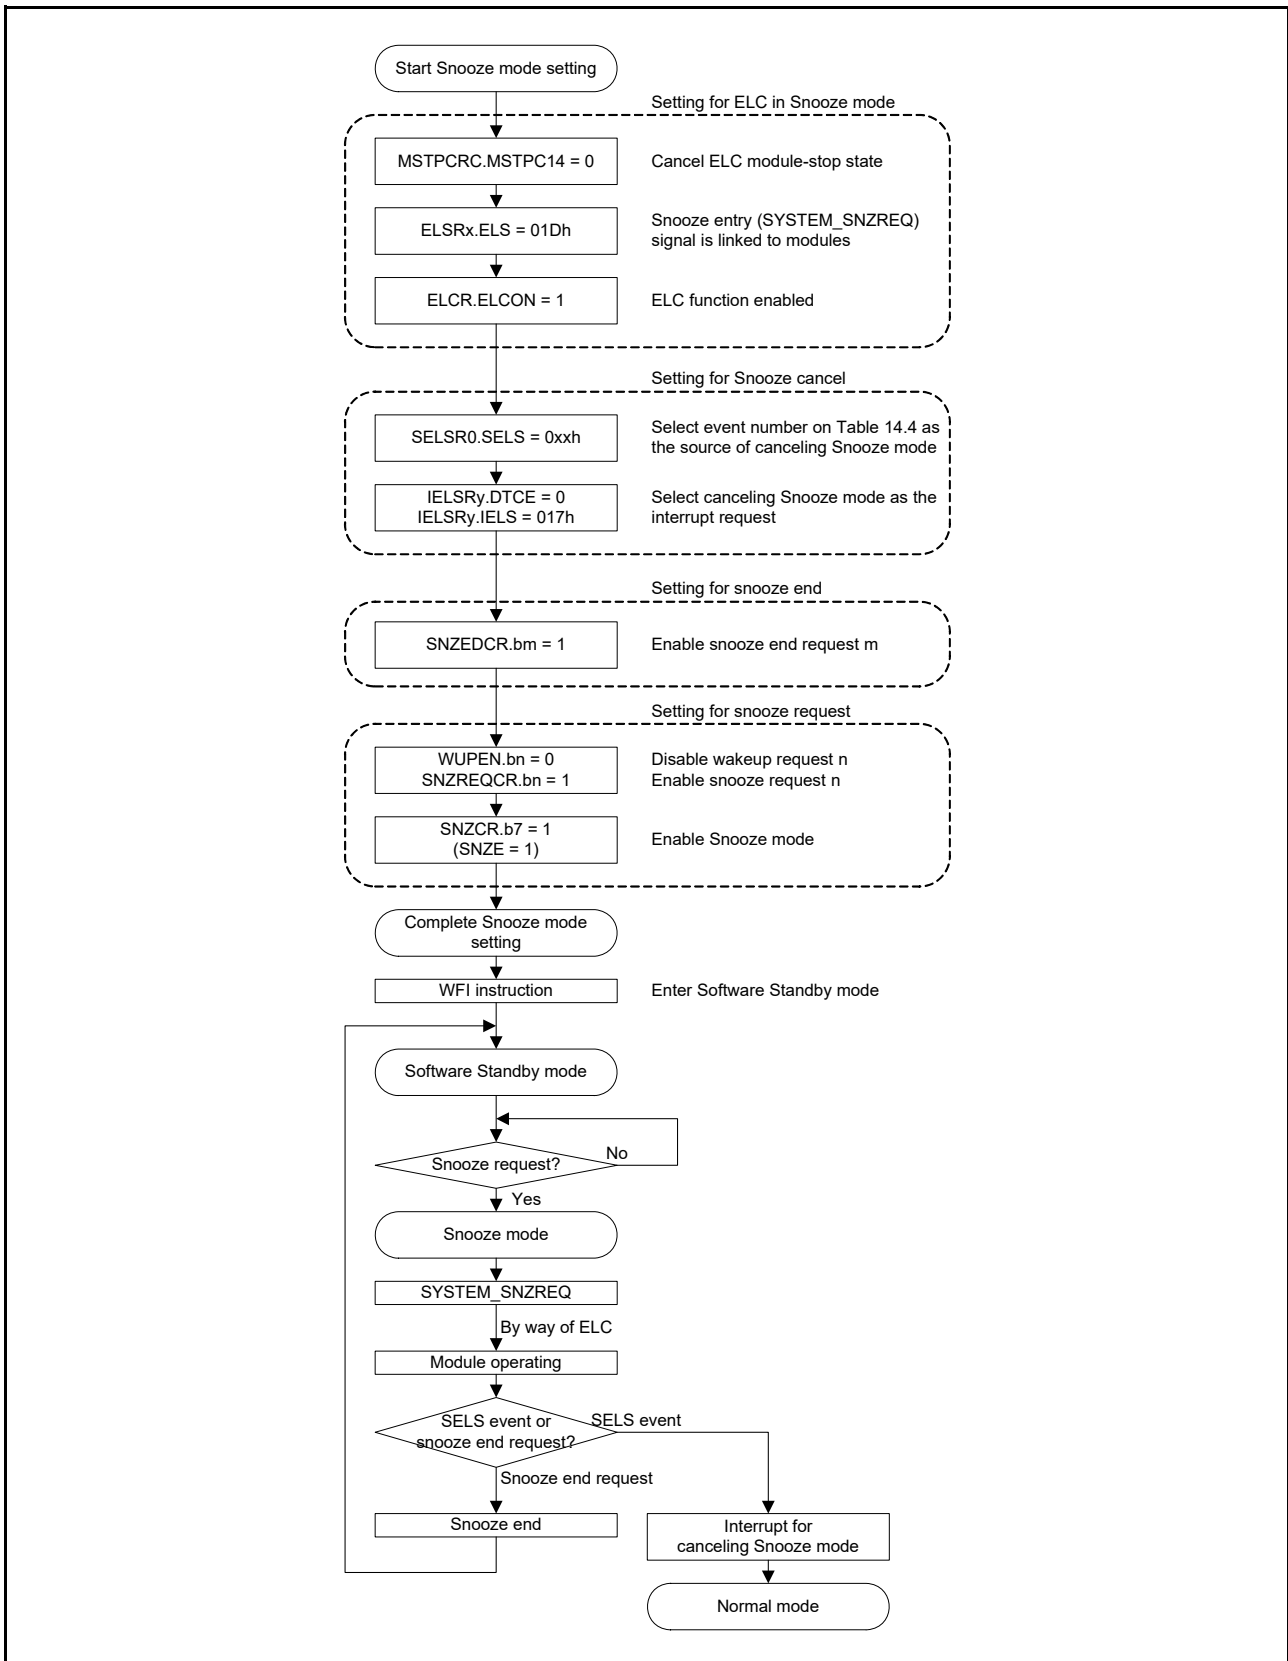 Start Snooze mode setting
Setting for ELC in Snooze mode
MSTPCRC.MSTPC14 = 0
Cancel ELC module-stop state
ELSRx.ELS = 01Dh
Snooze entry (SYSTEM_SNZREQ)
signal is linked to modules
ELCR.ELCON = 1
ELC function enabled
Setting for Snooze cancel
SELSR0.SELS = 0xxh
Select event number on Table 14.4 as
the source of canceling Snooze mode
IELSRy.DTCE = 0
IELSRy.IELS = 017h
Select canceling Snooze mode as the
interrupt request
Setting for snooze end
SNZEDCR.bm = 1
Enable snooze end request m
Setting for snooze request
WUPEN.bn = 0
SNZREQCR.bn = 1
Disable wakeup request n
Enable snooze request n
SNZCR.b7 = 1
(SNZE = 1)
Enable Snooze mode
Complete Snooze mode
setting
WFI instruction
Enter Software Standby mode
Software Standby mode
Snooze request?
No
Yes
Snooze mode
SYSTEM_SNZREQ
By way of ELC
Module operating
SELS event or
snooze end request?
SELS event
Snooze end request
Snooze end
Interrupt for
canceling Snooze mode
Normal mode